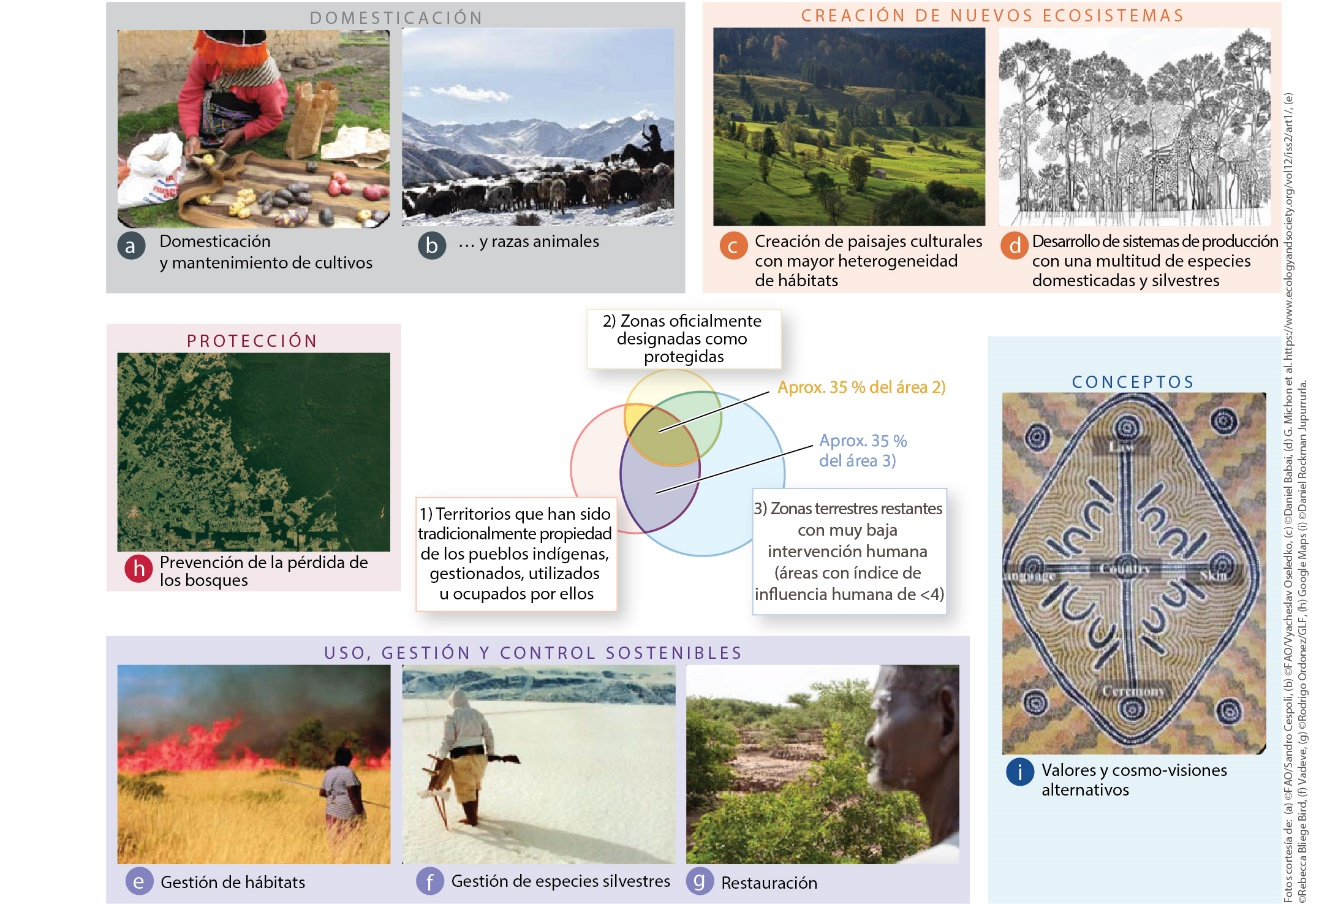 DOMESTICACIÓN
a Domesticación
y mantenimiento de cultivos
b … y razas animales
CREACIÓN DE NUEVOS ECOSISTEMAS
c Creación de paisajes culturales
con mayor heterogeneidad
de hábitats
d Desarrollo de sistemas de producción
con una multitud de especies
domesticadas y silvestres
PROTECCIÓN
h Prevención de la pérdida de
los bosques
2) Zonas oficialmente
designadas como
protegidas
Aprox. 35 % del área 2)
Aprox. 35 %
del área 3)
1) Territorios que han sido
tradicionalmente propiedad
de los pueblos indígenas,
gestionados, utilizados
u ocupados por ellos
3) Zonas terrestres restantes
con muy baja
intervención humana
(áreas con índice de
influencia humana de <4)
CONCEPTOS
Law
anguage Country Skin
Ceremony
i Valores y cosmo-visiones
alternativos
USO, GESTIÓN Y CONTROL SOSTENIBLES
e Gestión de hábitats
f Gestión de especies silvestres
g Restauración
Fotos cortesía de: (a) ©FAO/Sandro Cespoli, (b) ©FAO/Vyacheslav Oseledko, (c) ©Daniel Babai, (d) G. Michon et al. https://www.ecologyandsociety.org/vol12/iss2/art1/, (e)
©Rebecca Bliege Bird, (f) Vadeve, (g) ©Rodrigo Ordonez/GLF, (h) Google Maps (i) ©Daniel Rockman Jupurrurla.